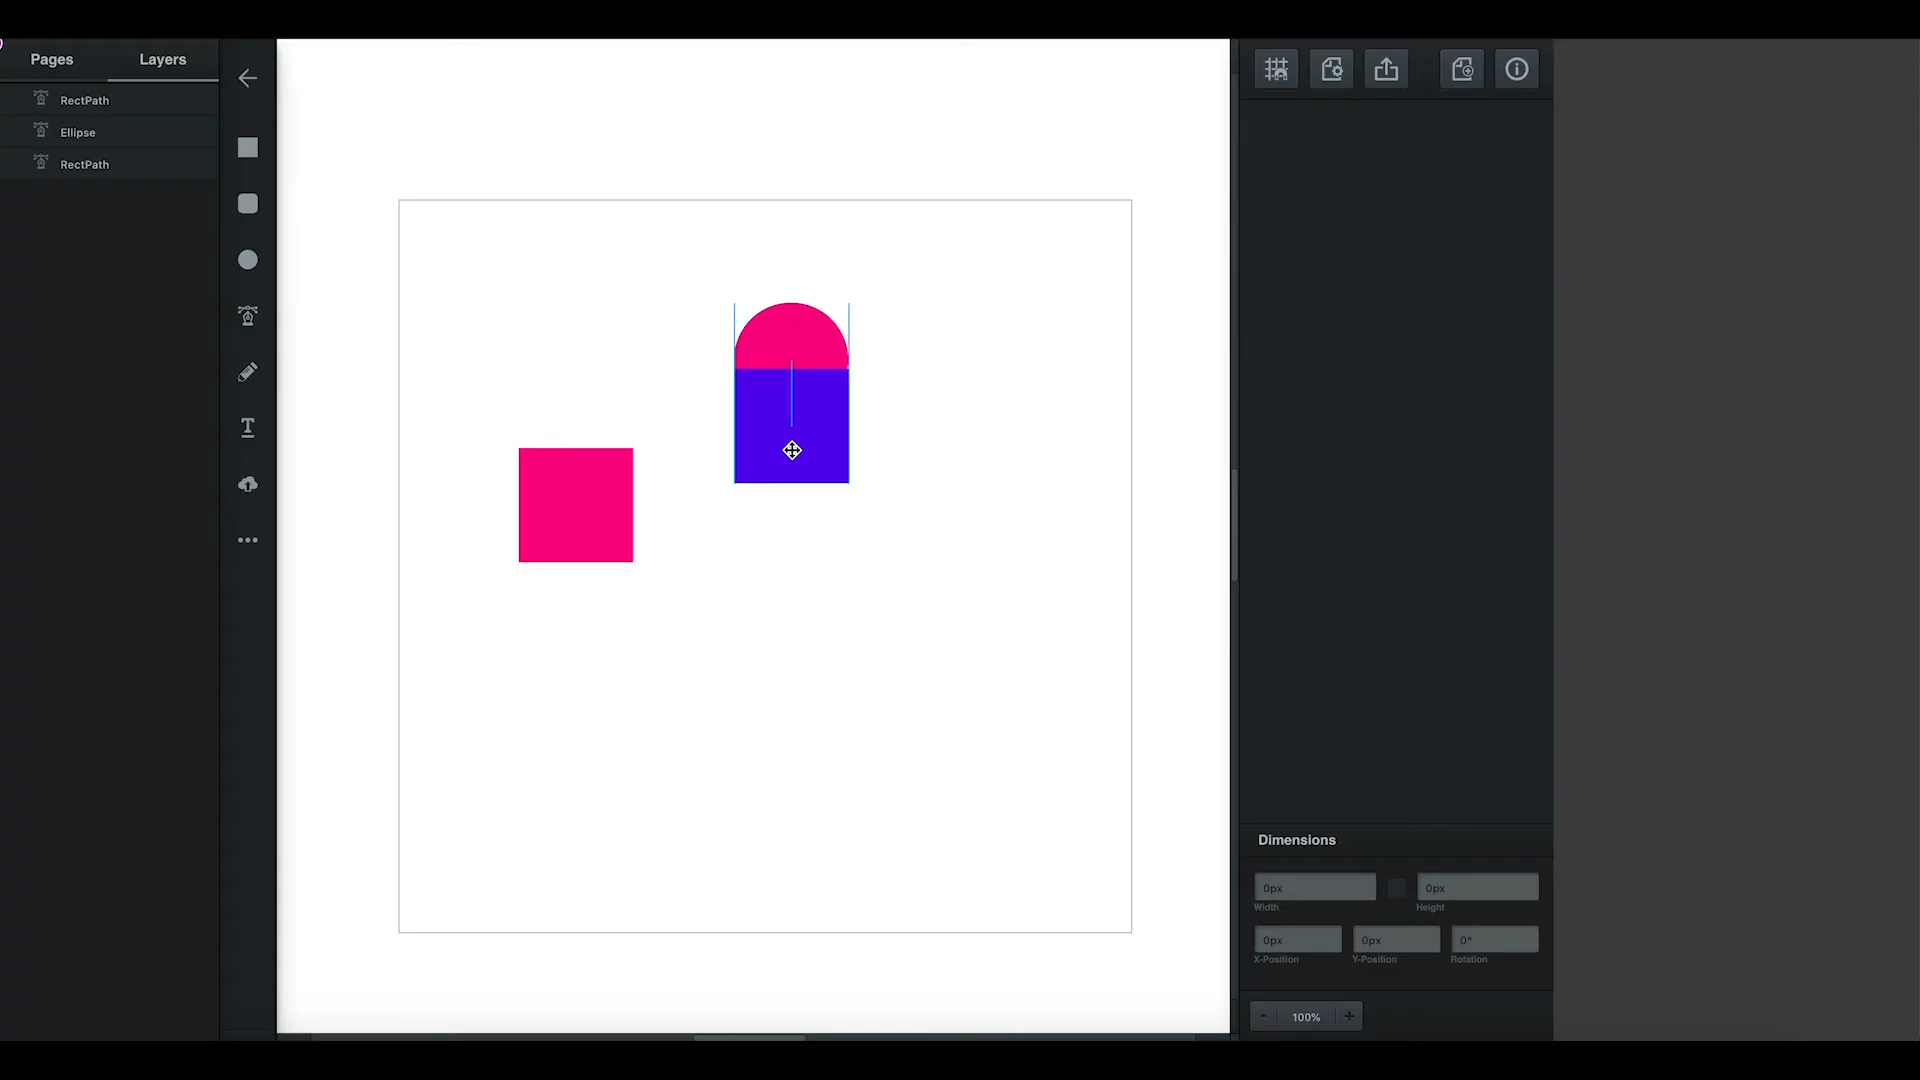 Pages Layers
RectPath
Ellipse
RectPath
T
Dimensions
0px 0px
Width Height
0px 0px 0°
X-Position Y-Position Rotation
- 100% +